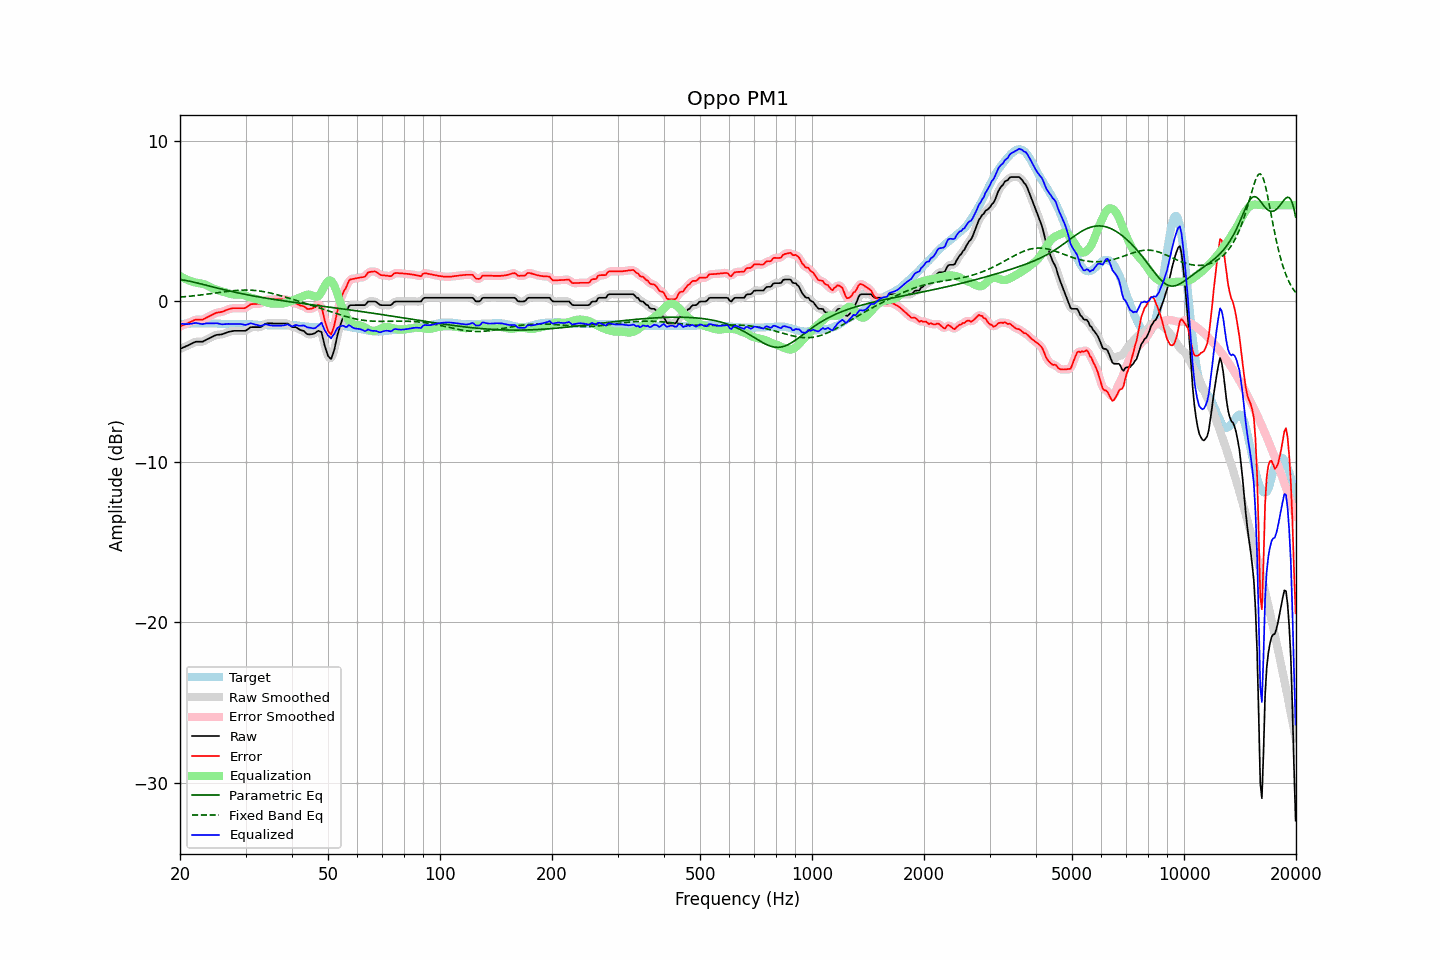 Oppo PM1
10
0
−10
−20
−30
Amplitude (dBr)
Target
Raw Smoothed
Error Smoothed
Raw
Error
Equalization
Parametric Eq
Fixed Band Eq
Equalized
20 50 100 200 500 1000 2000 5000 10000 20000
Frequency (Hz)